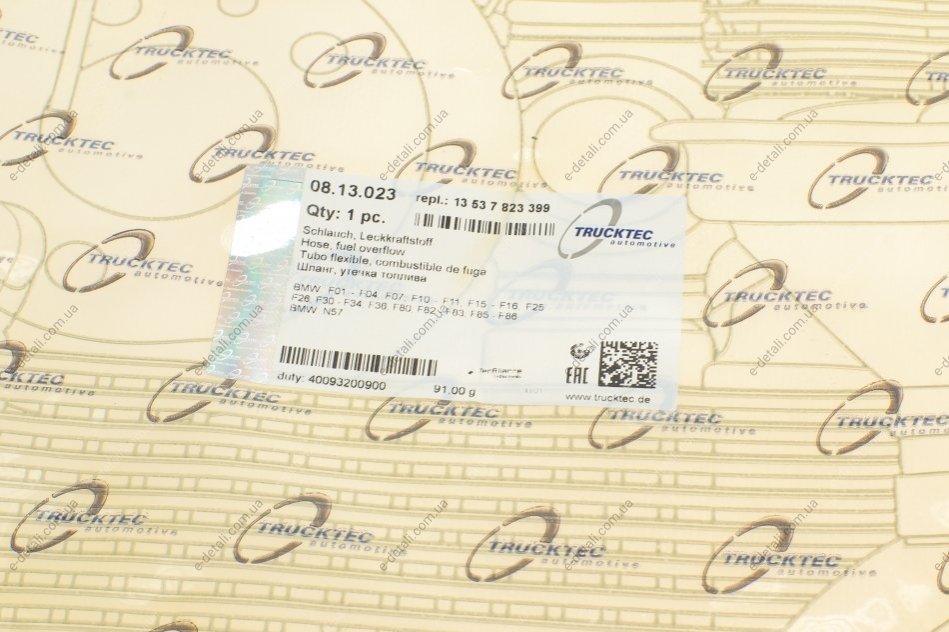 08.13.023
repl.: 13 53 7 823 399
Qty: 1 pc.
Schlauch, Leckkraftstoff
Hose, fuel overflow
Tubo flexible, combustible de fuga
Шланг, утечка топлива
BMW F01 - F04, F07, F10 - F11, F15 - F16, F25
F26, F30 - F34, F36, F80, F82 - F83, F85 - F86
BMW N57
TRUCKTEC
automotive
duty: 40093200900
91,00 g
EAC
www.trucktec.de
TRUCKTEC
automotive
e-detali.com.ua